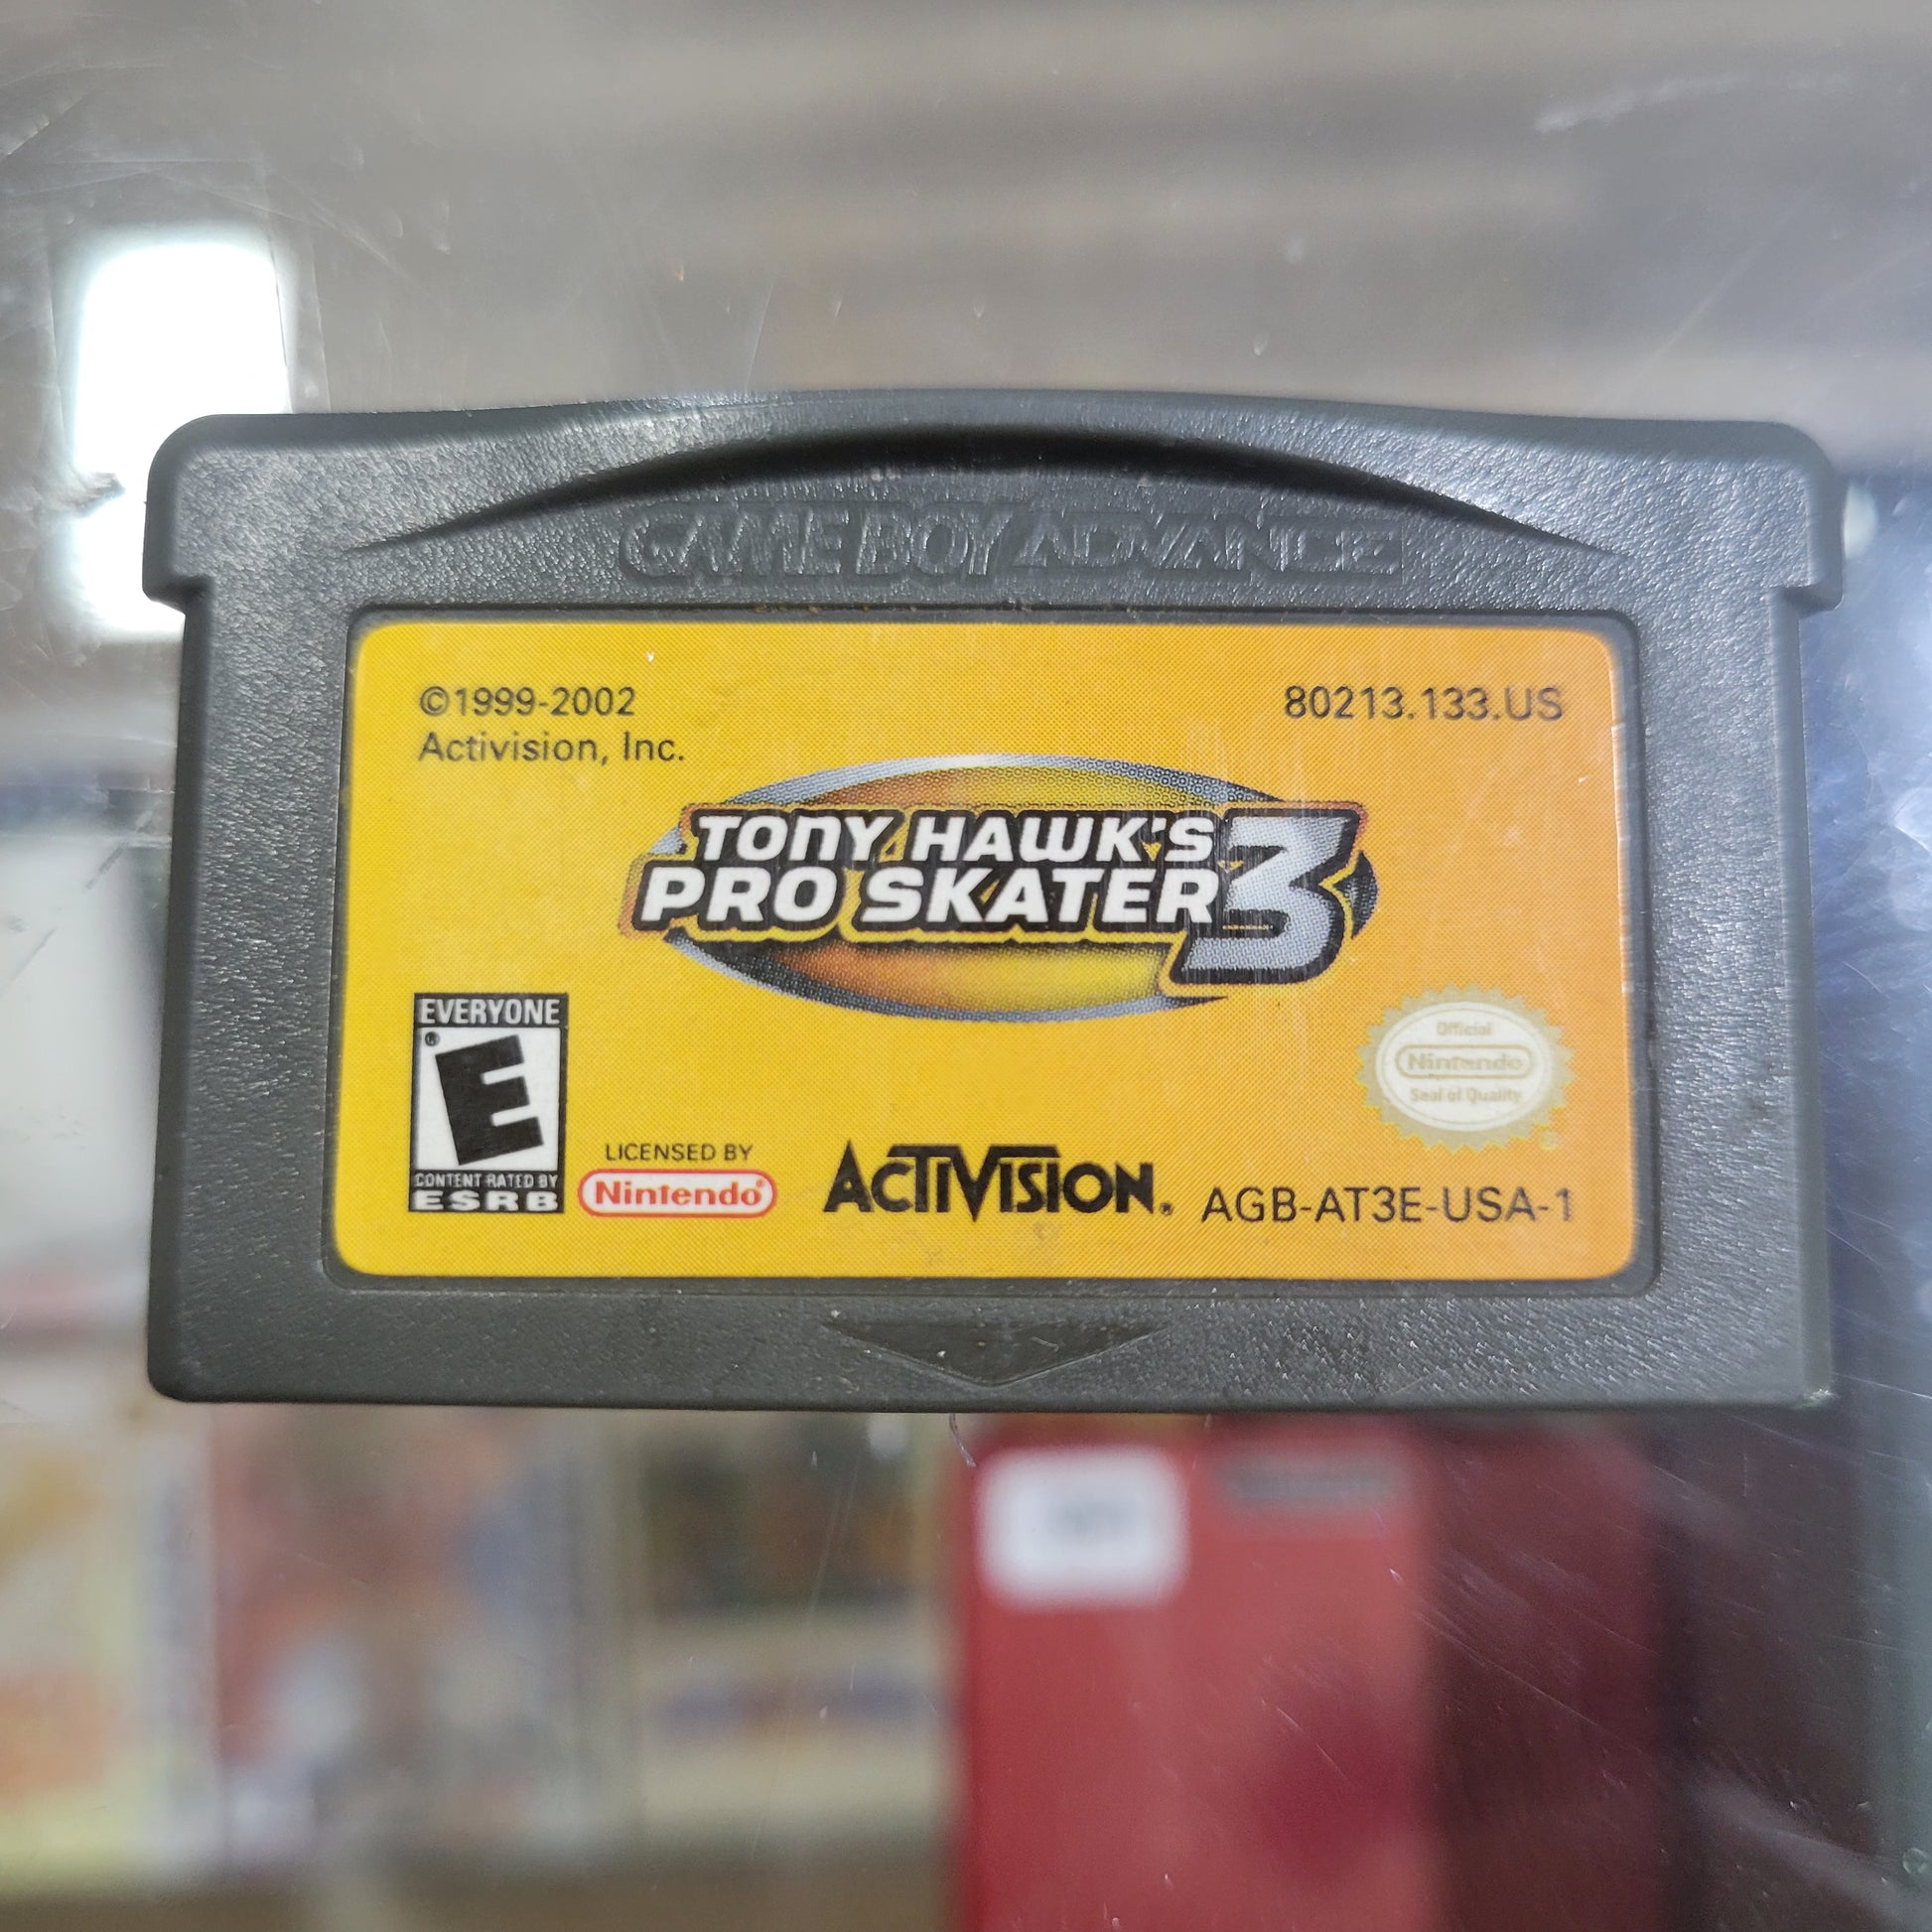 GAME BOY ADVANCE
©1999-2002
Activision, Inc.
80213.133.US
TONY HAWK'S
PRO SKATER 3
EVERYONE
E
CONTENT RATED BY
ESRB
LICENSED BY
Nintendo®
ACTIVISION.
Official
Nintendo
Seal of Quality
AGB-AT3E-USA-1